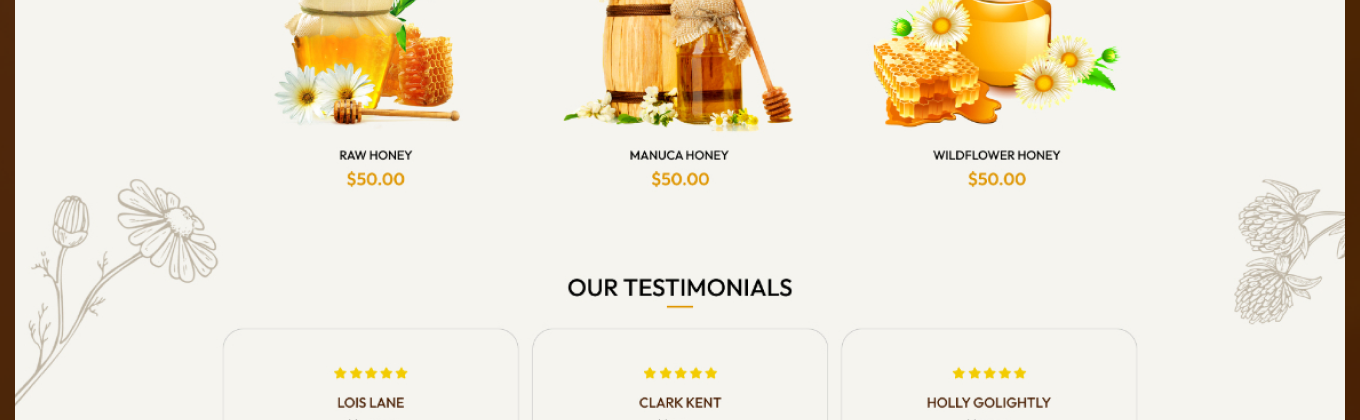 RAW HONEY
$50.00
MANUCA HONEY
$50.00
WILDFLOWER HONEY
$50.00
OUR TESTIMONIALS
LOIS LANE
CLARK KENT
HOLLY GOLIGHTLY